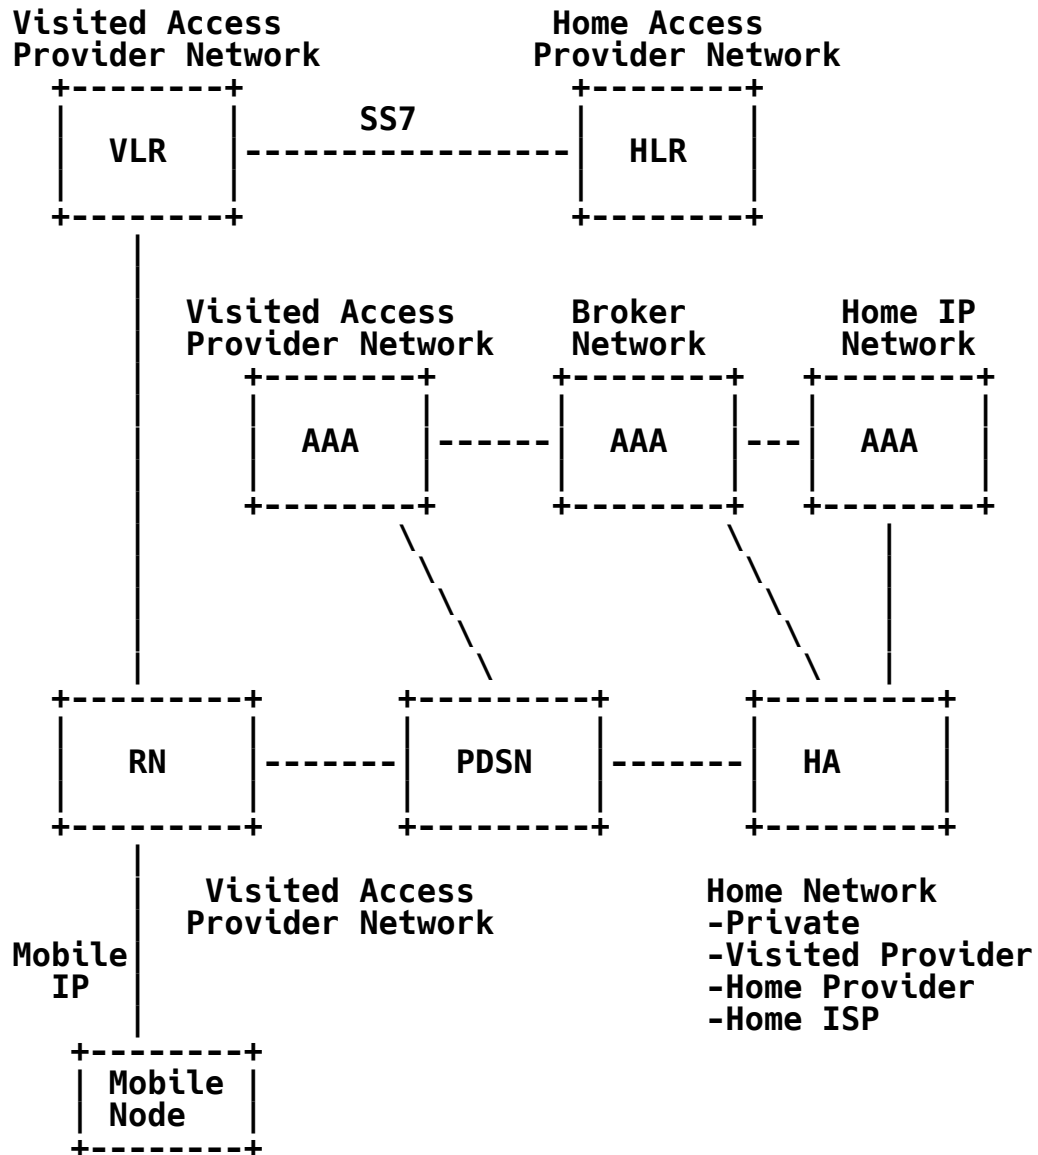 Visited Access Home Access
Provider Network Provider Network
SS7
VLR HLR
Visited Access Broker Home IP
Provider Network Network Network
AAA AAA AAA
RN PDSN HA
Visited Access Home Network
Provider Network -Private
Mobile -Visited Provider
IP -Home Provider
-Home ISP
Mobile
Node